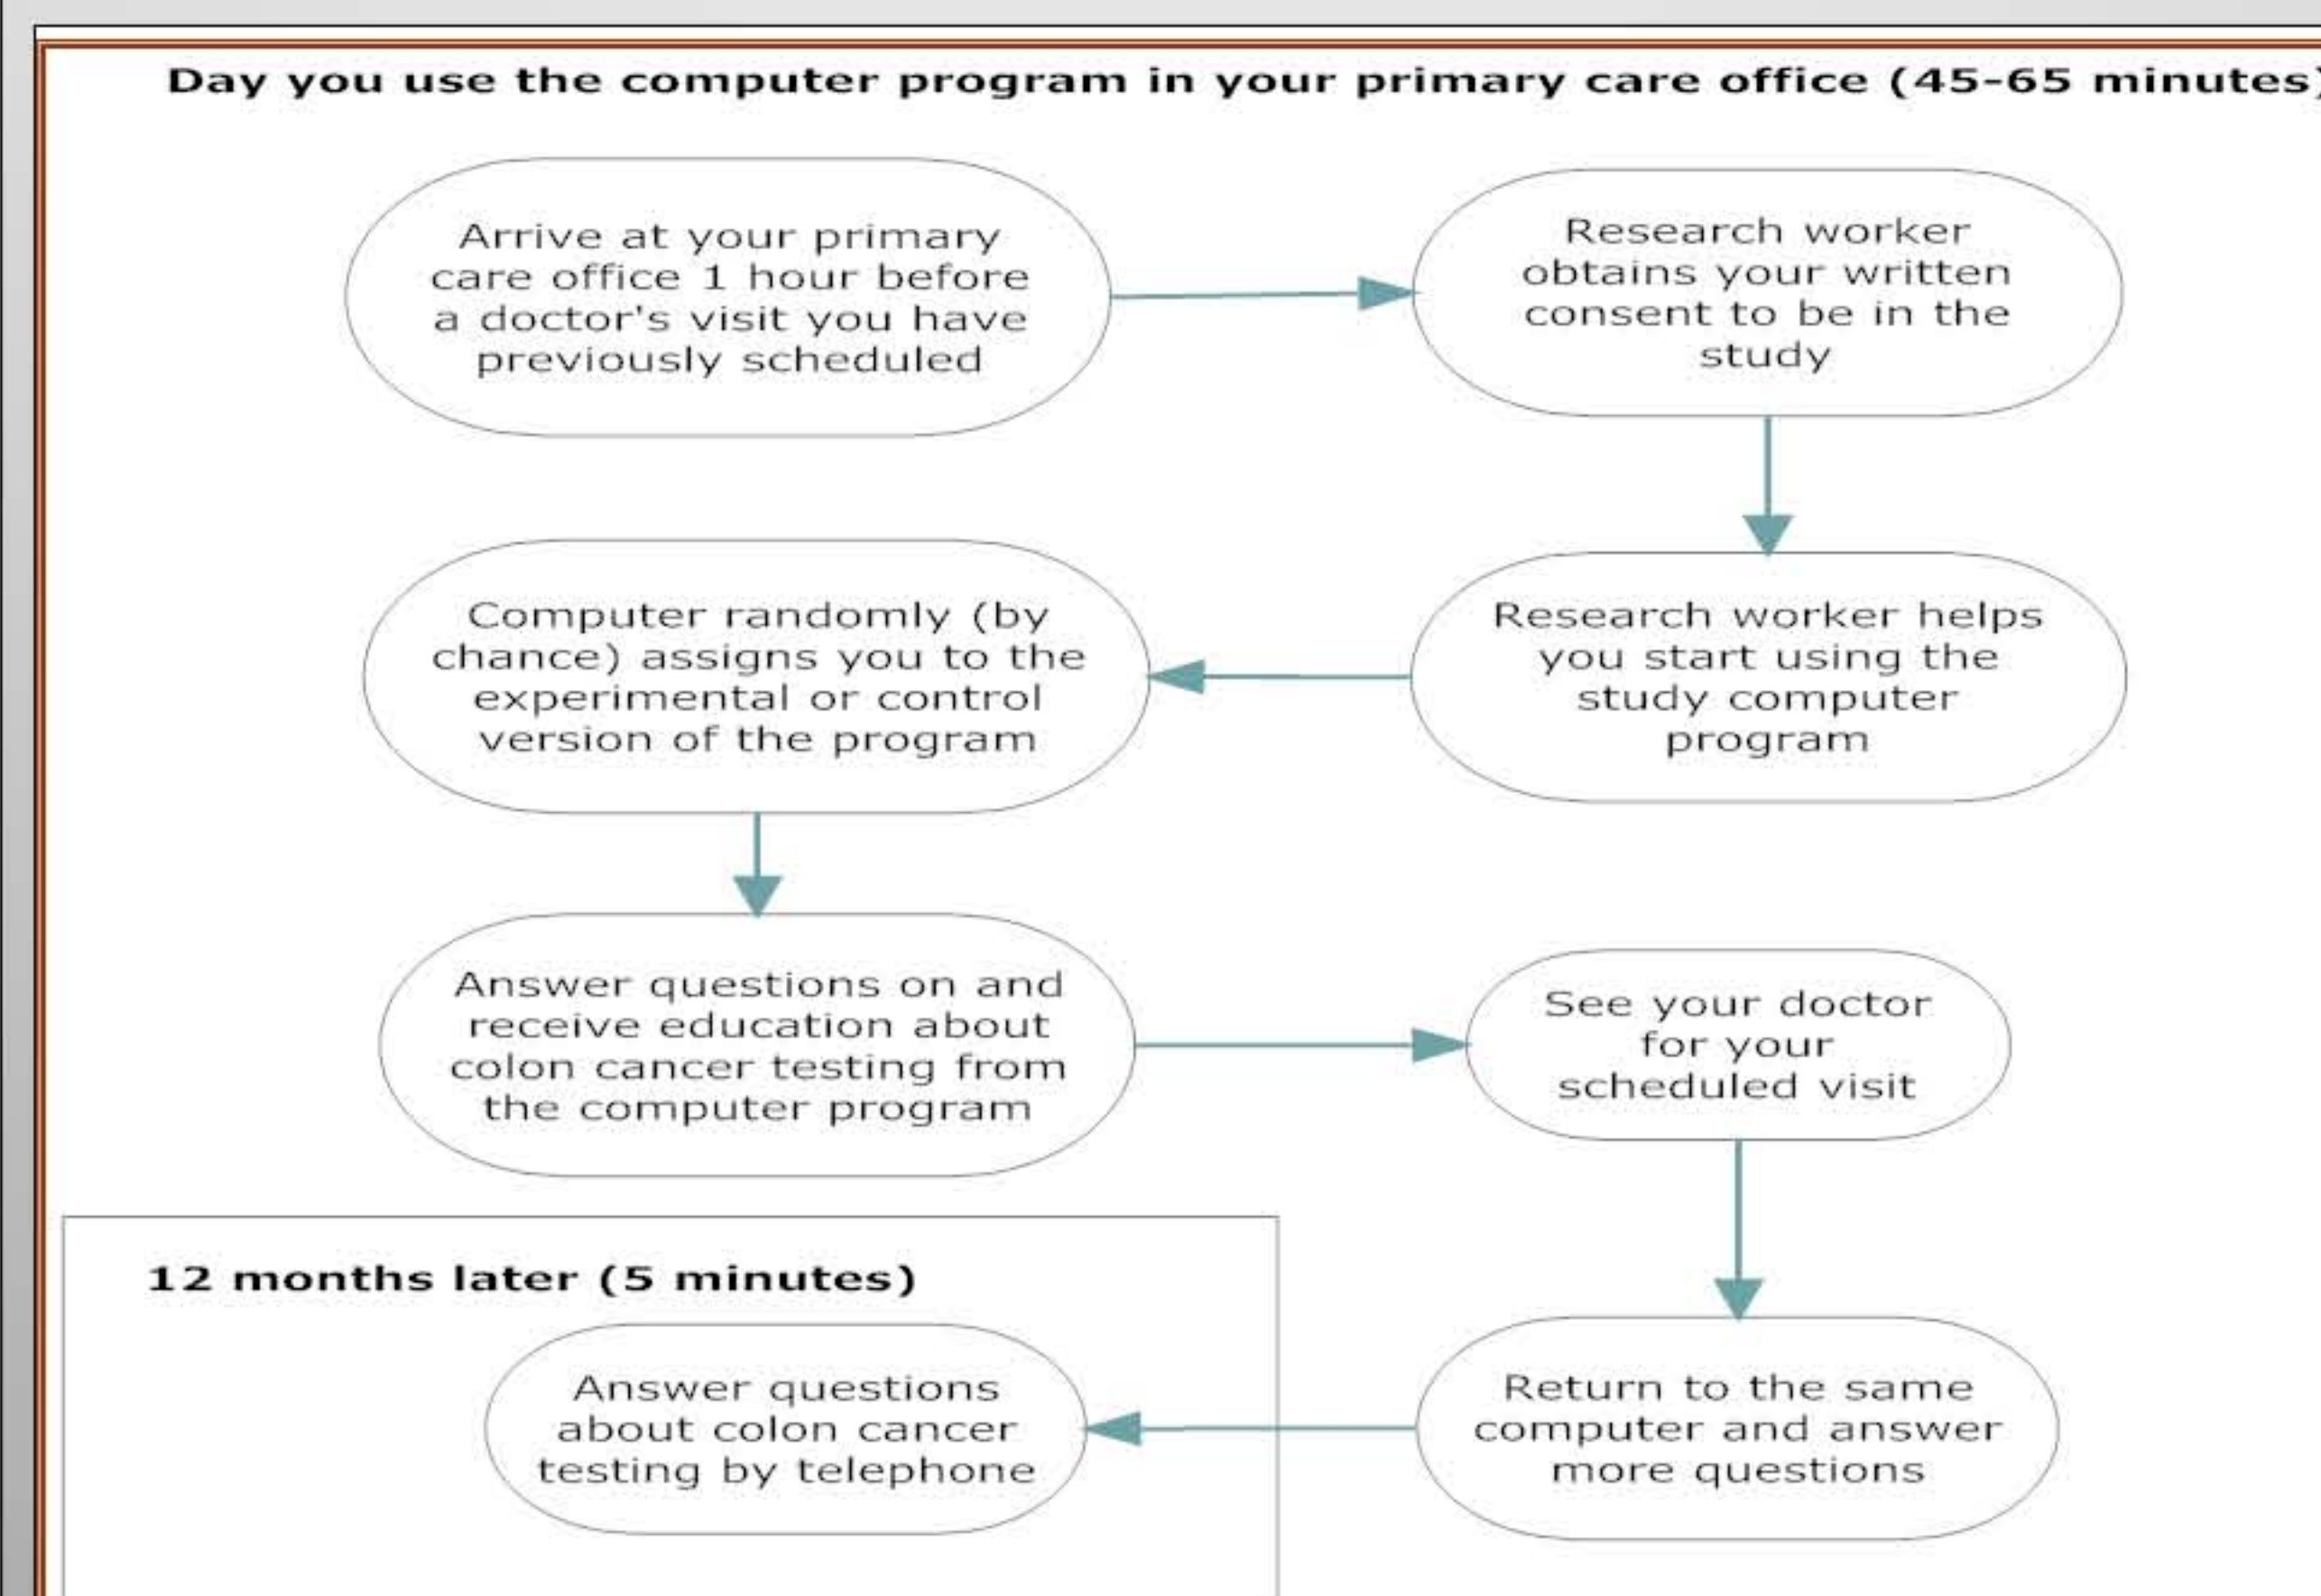 Day you use the computer program in your primary care office (45-65 minutes)
Arrive at your primary
care office 1 hour before
a doctor's visit you have
previously scheduled
Research worker
obtains your written
consent to be in the
study
Research worker helps
you start using the
study computer
program
Computer randomly (by
chance) assigns you to the
experimental or control
version of the program
Answer questions on and
receive education about
colon cancer testing from
the computer program
See your doctor
for your
scheduled visit
Return to the same
computer and answer
more questions
12 months later (5 minutes)
Answer questions
about colon cancer
testing by telephone